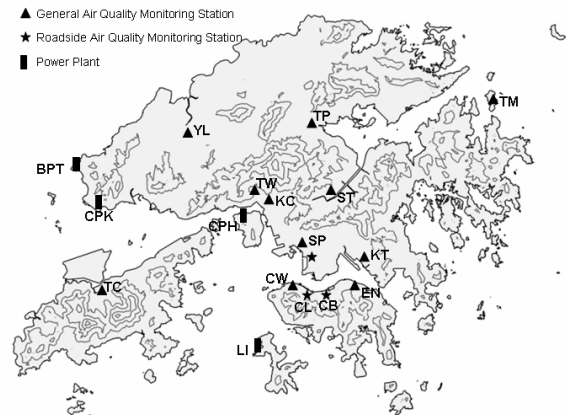 General Air Quality Monitoring Station
Roadside Air Quality Monitoring Station
Power Plant
TM
TP
YL
BPT
TW
KC
ST
CPK
CPH
SP
KT
TC
CW
EN
CL
CB
LI